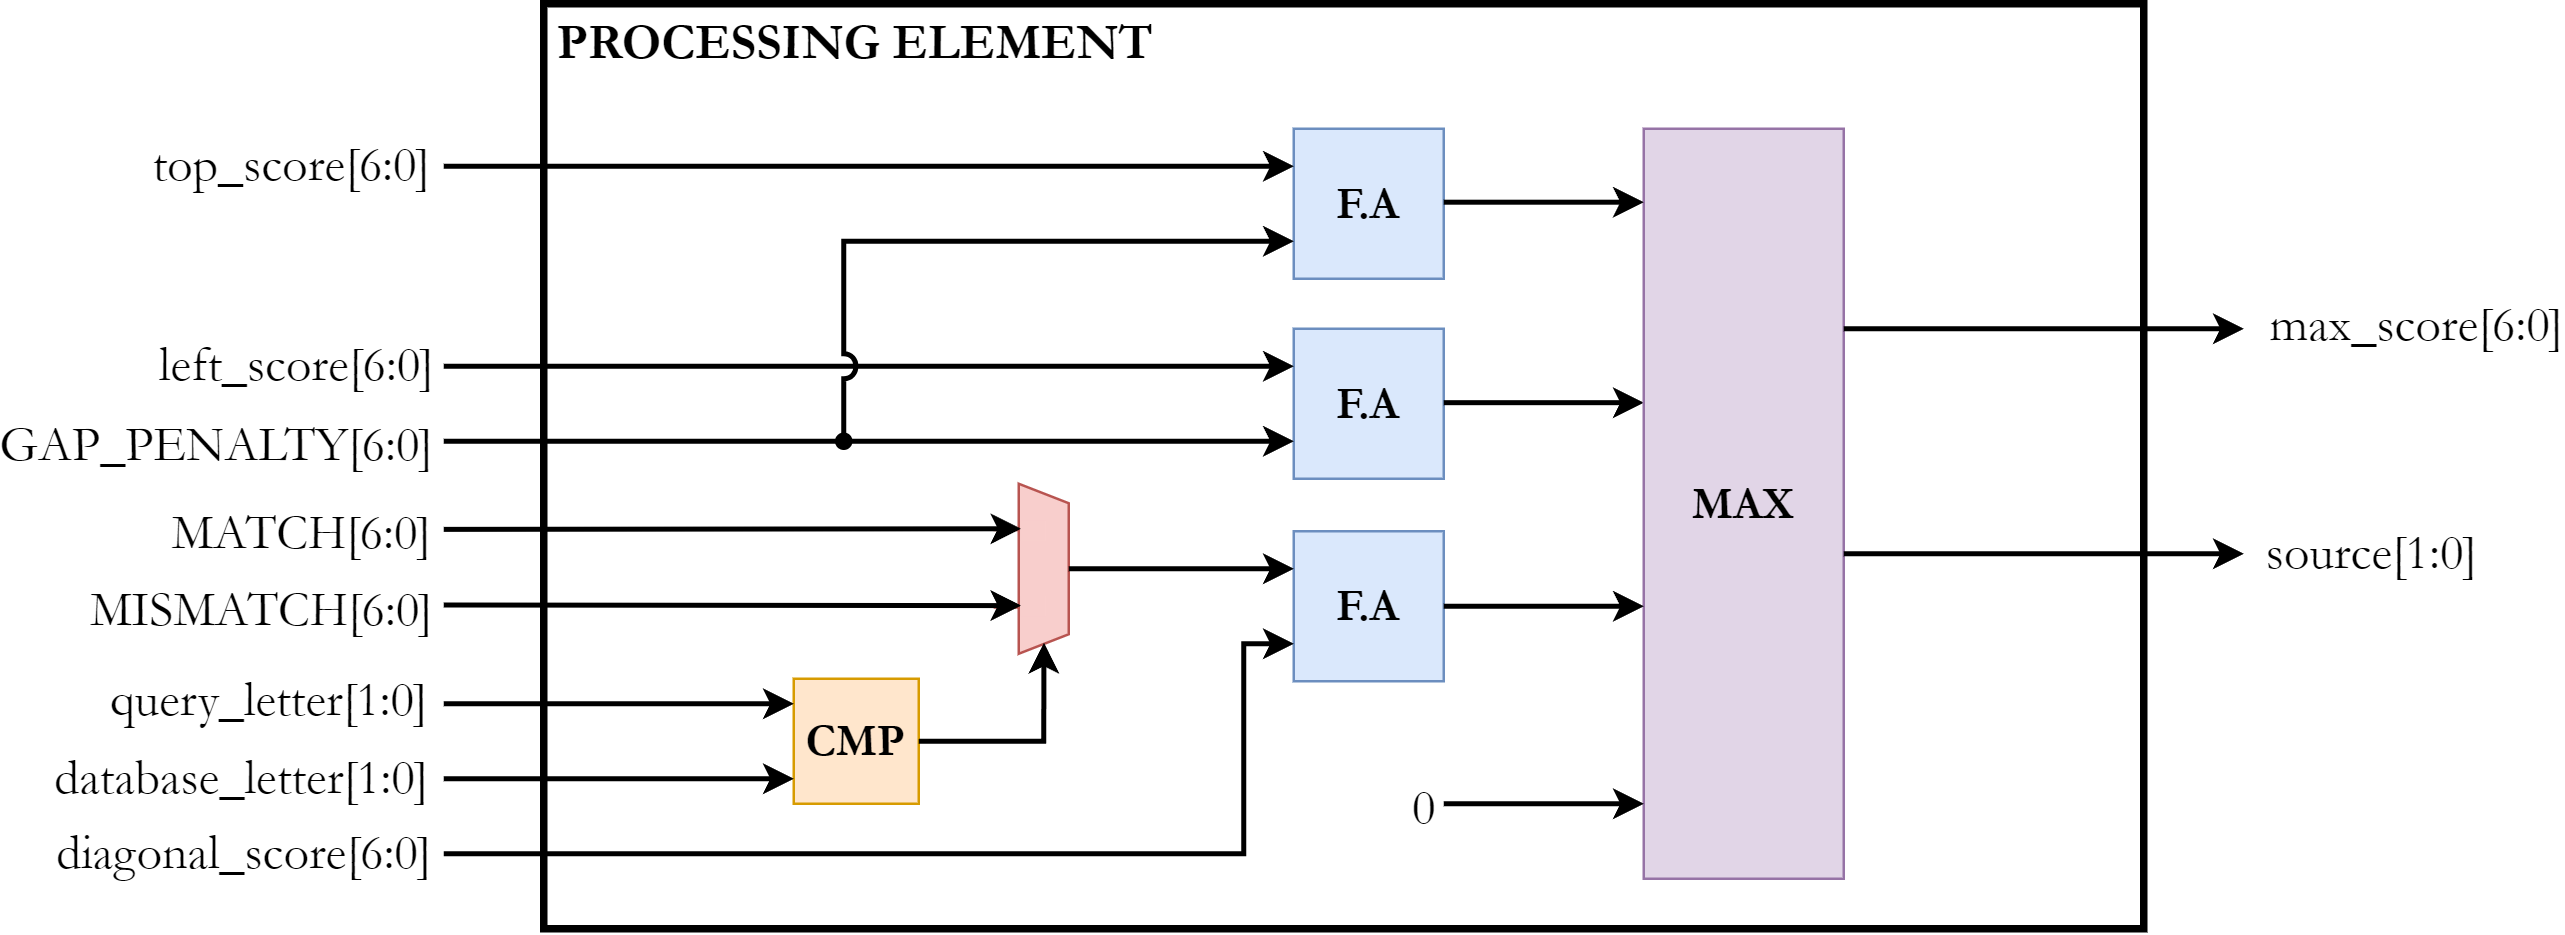 PROCESSING ELEMENT
top_score[6:0]
F.A
left_score[6:0]
F.A
max_score[6:0]
GAP_PENALTY[6:0]
MATCH[6:0]
MAX
source[1:0]
MISMATCH[6:0]
F.A
query_letter[1:0]
CMP
database_letter[1:0]
0
diagonal_score[6:0]